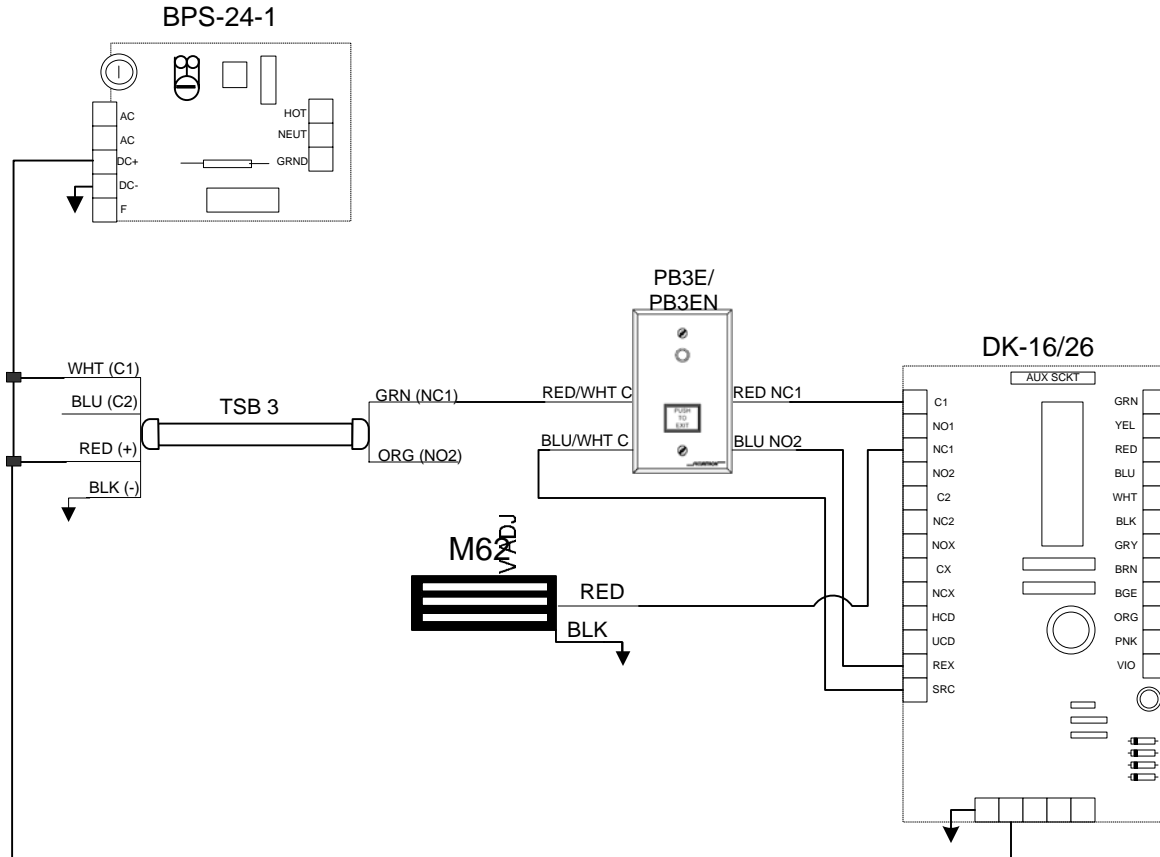 BPS-24-1
AC
AC
DC+
DC-
F
HOT
NEUT
GRND
WHT (C1)
BLU (C2)
RED (+)
BLK (-)
TSB 3
GRN (NC1)
ORG (NO2)
PB3E/
PB3EN
RED/WHT C
BLU/WHT C
PUSH
TO
EXIT
SECURITRON
RED NC1
BLU NO2
M62
V ADJ
RED
BLK
DK-16/26
AUX SCKT
C1
NO1
NC1
NO2
C2
NC2
NOX
CX
NCX
HCD
UCD
REX
SRC
GRN
YEL
RED
BLU
WHT
BLK
GRY
BRN
BGE
ORG
PNK
VIO